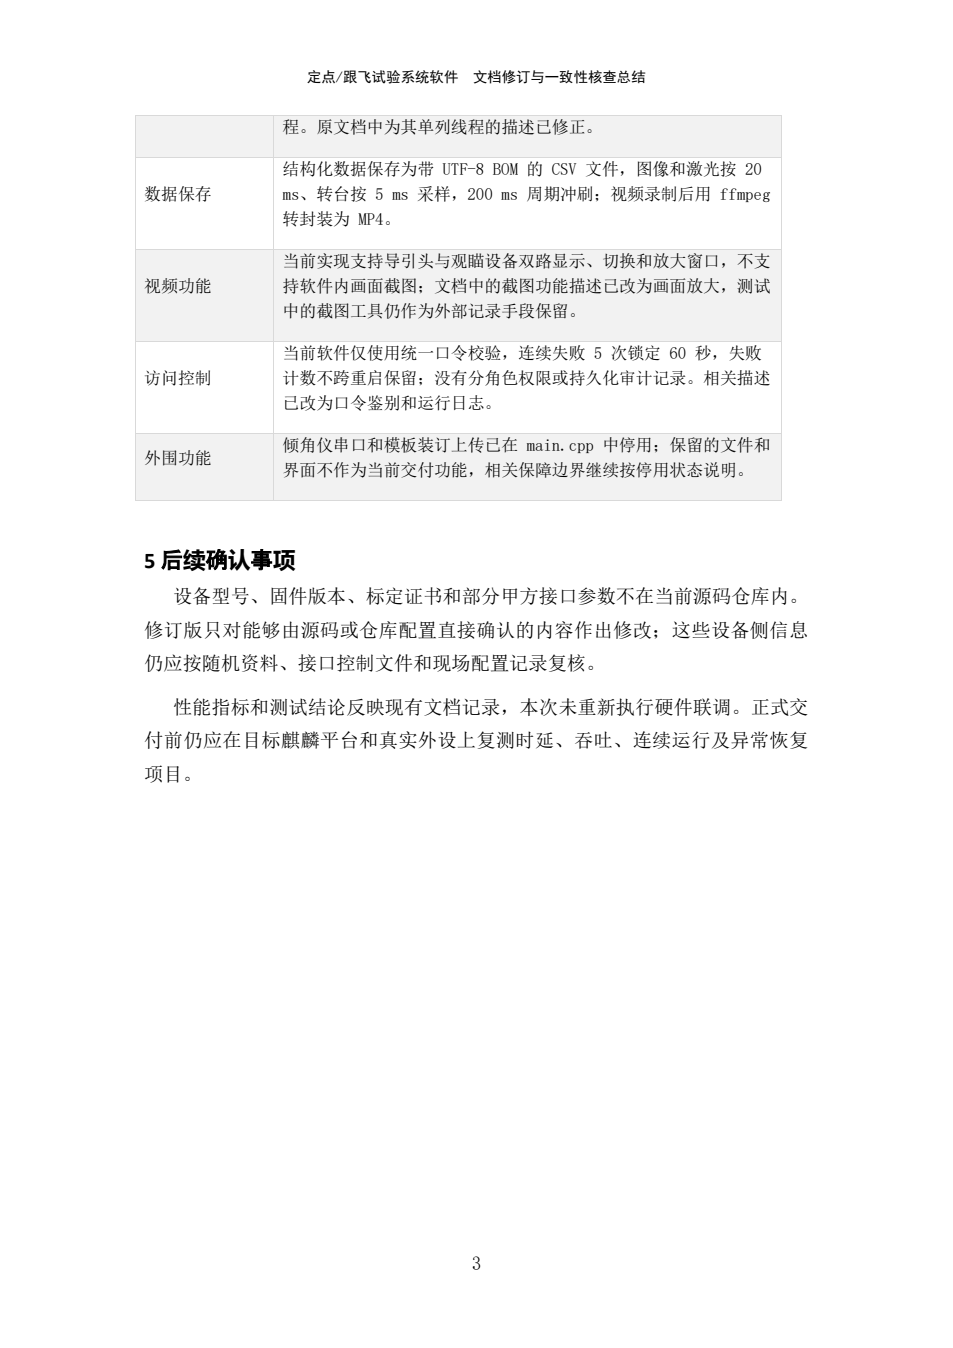 定点/跟飞试验系统软件　文档修订与一致性核查总结
程。原文档中为其单列线程的描述已修正。
数据保存
结构化数据保存为带 UTF-8 BOM 的 CSV 文件，图像和激光按 20
ms、转台按 5 ms 采样，200 ms 周期冲刷；视频录制后用 ffmpeg
转封装为 MP4。
视频功能
当前实现支持导引头与观瞄设备双路显示、切换和放大窗口，不支
持软件内画面截图；文档中的截图功能描述已改为画面放大，测试
中的截图工具仍作为外部记录手段保留。
访问控制
当前软件仅使用统一口令校验，连续失败 5 次锁定 60 秒，失败
计数不跨重启保留；没有分角色权限或持久化审计记录。相关描述
已改为口令鉴别和运行日志。
外围功能
倾角仪串口和模板装订上传已在 main.cpp 中停用；保留的文件和
界面不作为当前交付功能，相关保障边界继续按停用状态说明。
5 后续确认事项
设备型号、固件版本、标定证书和部分甲方接口参数不在当前源码仓库内。
修订版只对能够由源码或仓库配置直接确认的内容作出修改；这些设备侧信息
仍应按随机资料、接口控制文件和现场配置记录复核。
性能指标和测试结论反映现有文档记录，本次未重新执行硬件联调。正式交
付前仍应在目标麒麟平台和真实外设上复测时延、吞吐、连续运行及异常恢复
项目。
3